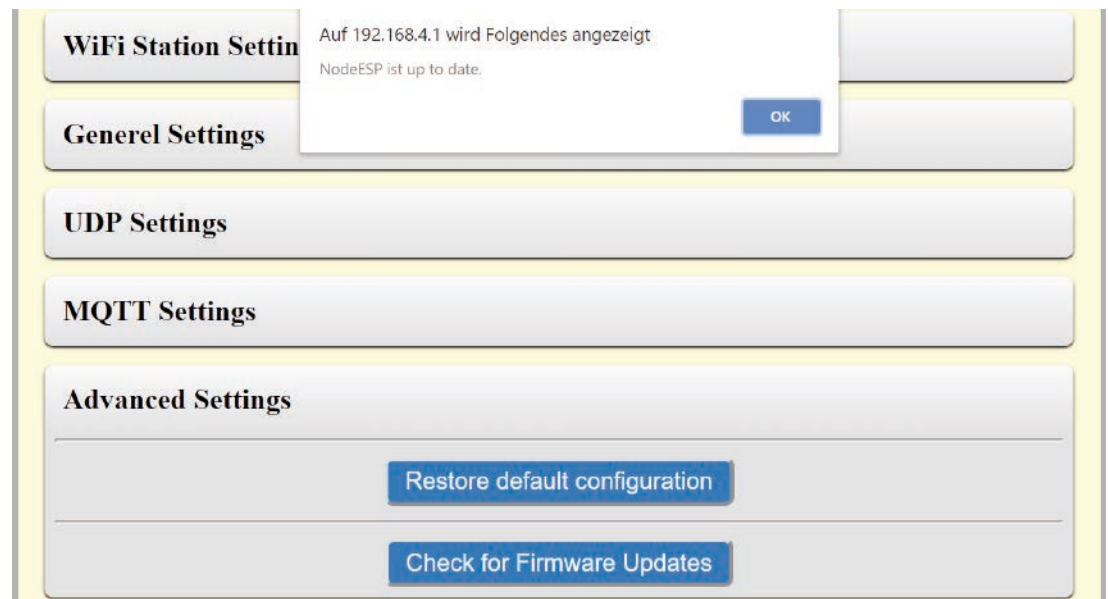 WiFi Station Settin
Auf 192.168.4.1 wird Folgendes angezeigt
NodeESP ist up to date.
OK
Generel Settings
UDP Settings
MQTT Settings
Advanced Settings
Restore default configuration
Check for Firmware Updates